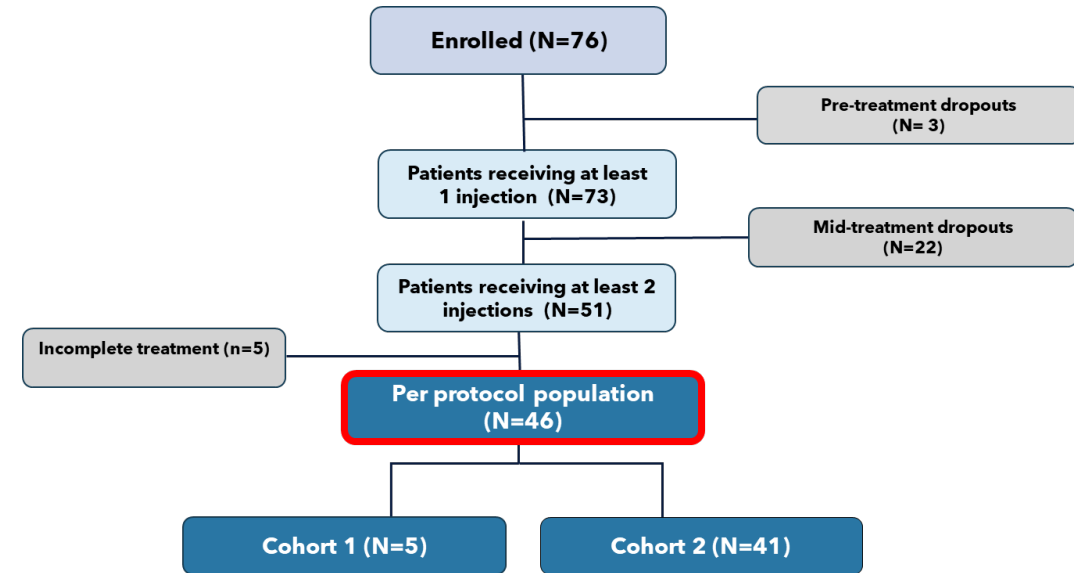 Enrolled (N=76)
Pre-treatment dropouts
(N= 3)
Patients receiving at least
1 injection (N=73)
Mid-treatment dropouts
(N=22)
Patients receiving at least 2
injections (N=51)
Incomplete treatment (n=5)
Per protocol population
(N=46)
Cohort 1 (N=5)
Cohort 2 (N=41)